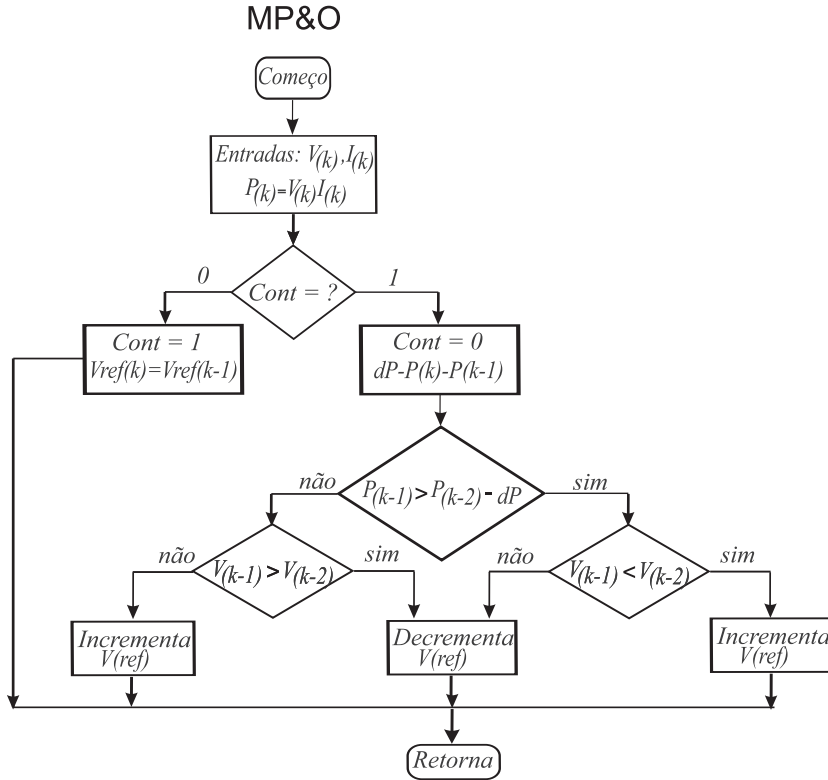 MP&O
Começo
Entradas: V(k),I(k)
P(k)=V(k)I(k)
0
Cont = ?
1
Cont = 1
Vref(k)=Vref(k-1)
Cont = 0
dP-P(k)-P(k-1)
não
P(k-1)>P(k-2)-dP
sim
não
V(k-1)>V(k-2)
sim
não
V(k-1)<V(k-2)
sim
Incrementa
V(ref)
Decrementa
V(ref)
Incrementa
V(ref)
Retorna